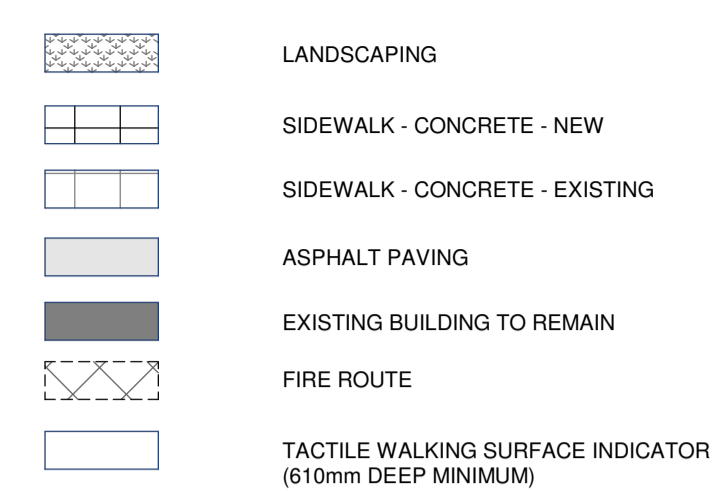 LANDSCAPING
SIDEWALK - CONCRETE - NEW
SIDEWALK - CONCRETE - EXISTING
ASPHALT PAVING
EXISTING BUILDING TO REMAIN
FIRE ROUTE
TACTILE WALKING SURFACE INDICATOR
(610mm DEEP MINIMUM)